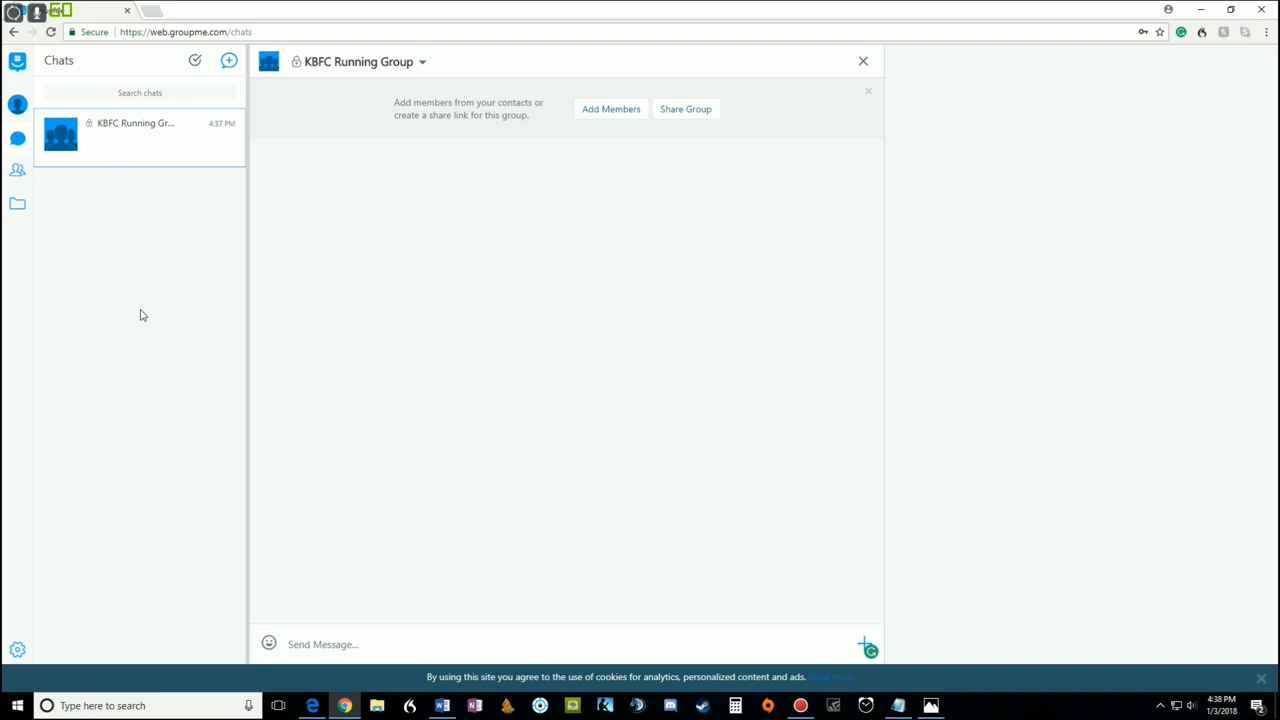 Secure https://web.groupme.com/chats
Chats
Search chats
KBFC Running Gr... 4:37 PM
KBFC Running Group
Add members from your contacts or
create a share link for this group.
Add Members Share Group
Send Message...
By using this site you agree to the use of cookies for analytics, personalized content and ads. Read more
Type here to search
4:38 PM
1/3/2018